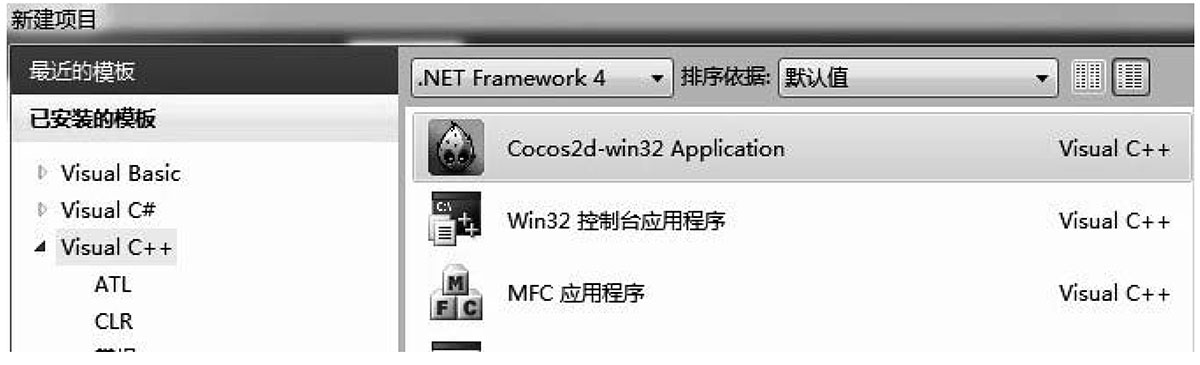 新建项目
最近的模板
已安装的模板
Visual Basic
Visual C#
Visual C++
ATL
CLR
.NET Framework 4 排序依据: 默认值
Cocos2d-win32 Application Visual C++
Win32 控制台应用程序 Visual C++
MFC 应用程序 Visual C++